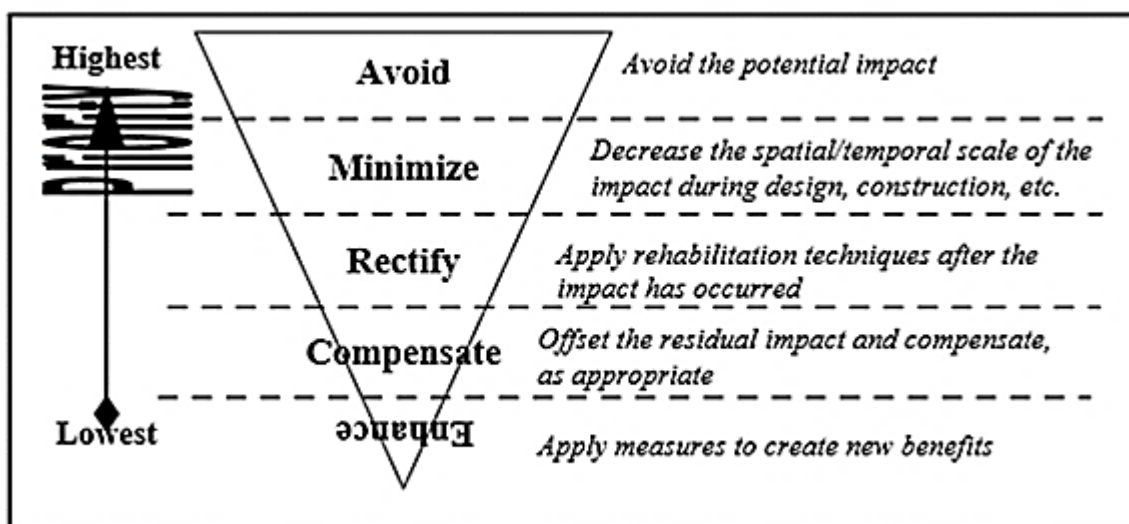 Highest
Avoid
Avoid the potential impact
Minimize
Decrease the spatial/temporal scale of the
impact during design, construction, etc.
Rectify
Apply rehabilitation techniques after the
impact has occurred
Compensate
Offset the residual impact and compensate,
as appropriate
Lowest
Enhance
Apply measures to create new benefits